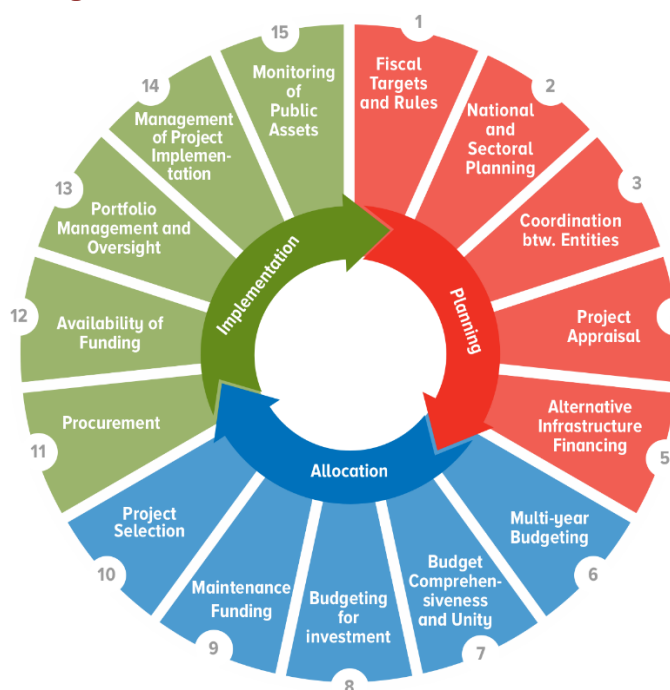 1
Fiscal
Targets
and Rules
2
National
and
Sectoral
Planning
3
Coordination
btw. Entities
Project
Appraisal
5
Alternative
Infrastructure
Financing
6
Multi-year
Budgeting
7
Budget
Comprehen-
siveness
and Unity
8
Budgeting
for
investment
9
Maintenance
Funding
10
Project
Selection
11
Procurement
12
Availability of
Funding
13
Portfolio
Management and
Oversight
14
Management
of Project
Implemen-
tation
15
Monitoring
of
Public
Assets
Planning
Allocation
Implementation